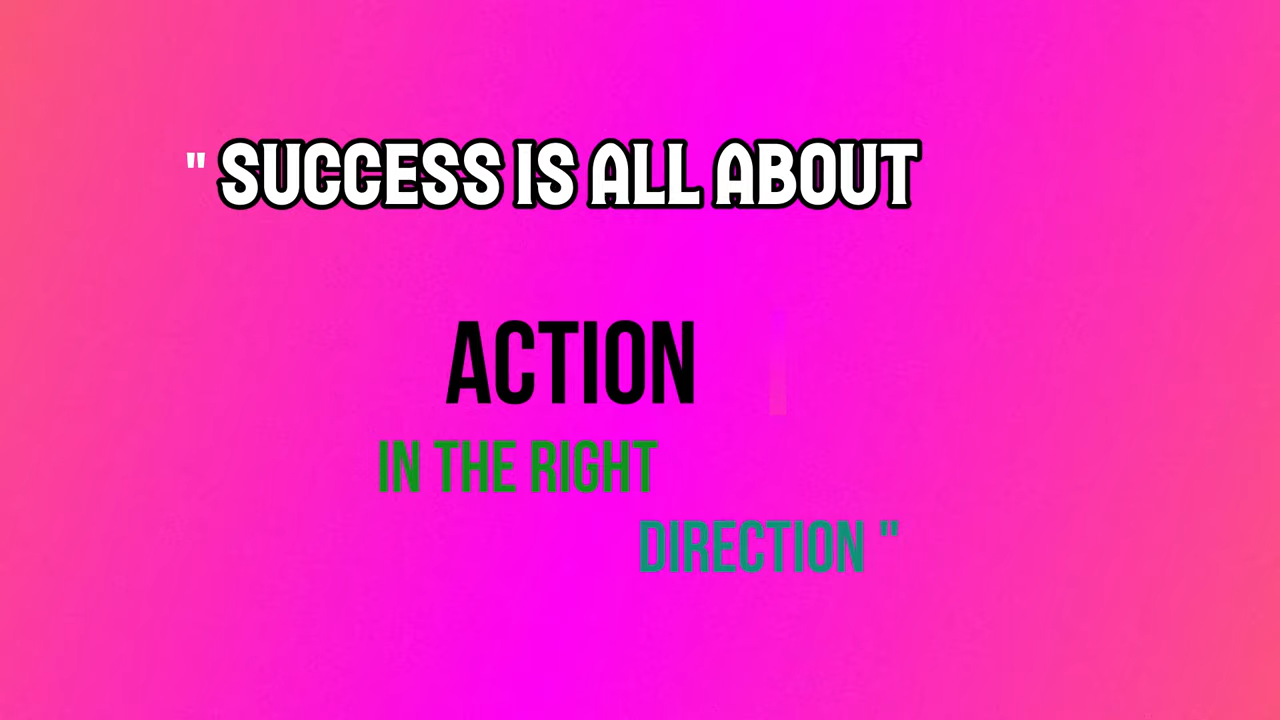 " SUCCESS IS ALL ABOUT
ACTION
IN THE RIGHT
DIRECTION "